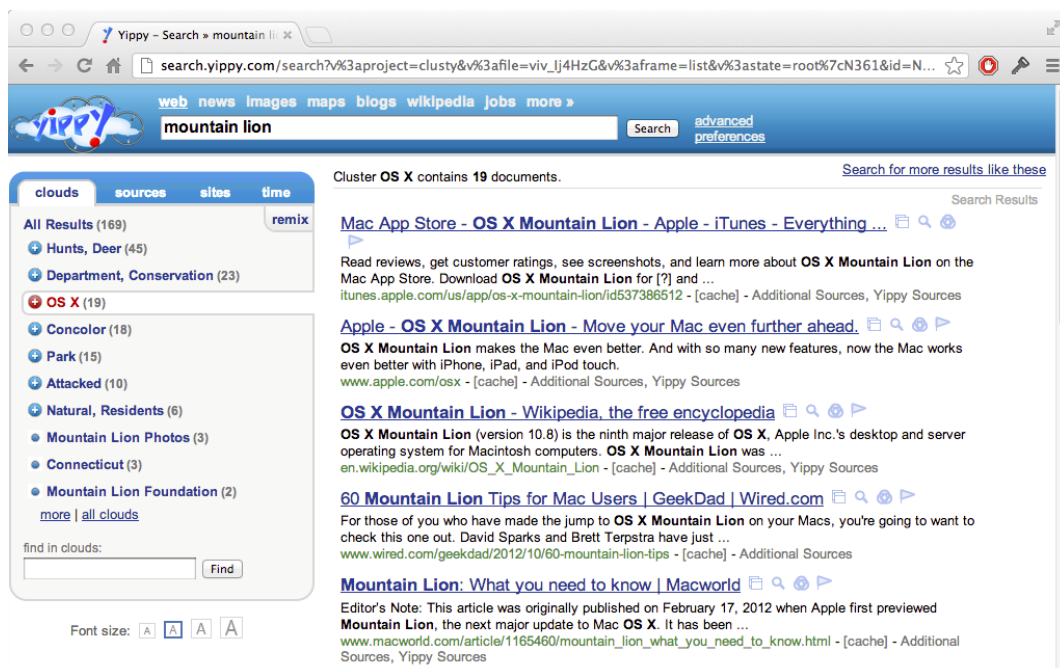 Yippy – Search » mountain li
search.yippy.com/search?v%3aproject=clusty&v%3afile=viv_Ij4HzG&v%3aframe=list&v%3astate=root%7cN361&id=N...
yippy
web news images maps blogs wikipedia jobs more »
mountain lion
Search
advanced
preferences
clouds sources sites time
remix
All Results (169)
Hunts, Deer (45)
Department, Conservation (23)
OS X (19)
Concolor (18)
Park (15)
Attacked (10)
Natural, Residents (6)
Mountain Lion Photos (3)
Connecticut (3)
Mountain Lion Foundation (2)
more | all clouds
find in clouds:
Find
Font size: A A A A
Cluster OS X contains 19 documents.
Search for more results like these
Search Results
Mac App Store - OS X Mountain Lion - Apple - iTunes - Everything ...
Read reviews, get customer ratings, see screenshots, and learn more about OS X Mountain Lion on the
Mac App Store. Download OS X Mountain Lion for [?] and ...
itunes.apple.com/us/app/os-x-mountain-lion/id537386512 - [cache] - Additional Sources, Yippy Sources
Apple - OS X Mountain Lion - Move your Mac even further ahead.
OS X Mountain Lion makes the Mac even better. And with so many new features, now the Mac works
even better with iPhone, iPad, and iPod touch.
www.apple.com/osx - [cache] - Additional Sources, Yippy Sources
OS X Mountain Lion - Wikipedia, the free encyclopedia
OS X Mountain Lion (version 10.8) is the ninth major release of OS X, Apple Inc.'s desktop and server
operating system for Macintosh computers. OS X Mountain Lion was ...
en.wikipedia.org/wiki/OS_X_Mountain_Lion - [cache] - Additional Sources, Yippy Sources
60 Mountain Lion Tips for Mac Users | GeekDad | Wired.com
For those of you who have made the jump to OS X Mountain Lion on your Macs, you're going to want to
check this one out. David Sparks and Brett Terpstra have just ...
www.wired.com/geekdad/2012/10/60-mountain-lion-tips - [cache] - Additional Sources
Mountain Lion: What you need to know | Macworld
Editor's Note: This article was originally published on February 17, 2012 when Apple first previewed
Mountain Lion, the next major update to Mac OS X. It has been ...
www.macworld.com/article/1165460/mountain_lion_what_you_need_to_know.html - [cache] - Additional
Sources, Yippy Sources